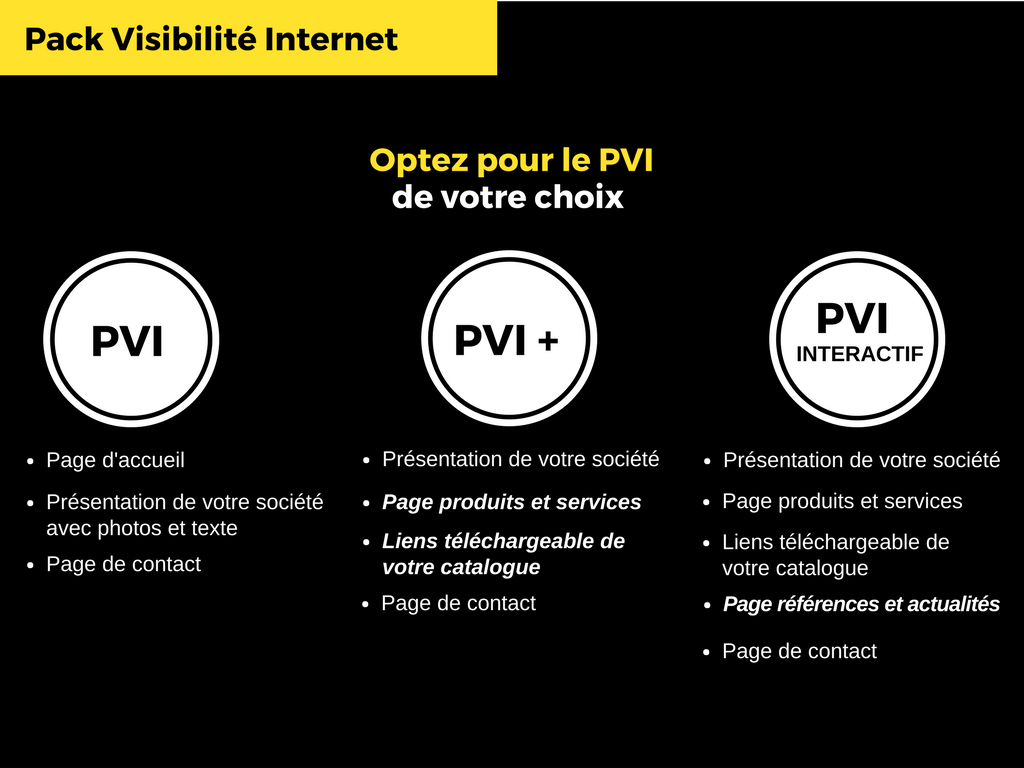 Pack Visibilité Internet
Optez pour le PVI
de votre choix
PVI
• Page d'accueil
• Présentation de votre société
avec photos et texte
• Page de contact
PVI +
• Présentation de votre société
• Page produits et services
• Liens téléchargeable de
votre catalogue
• Page de contact
PVI
INTERACTIF
• Présentation de votre société
• Page produits et services
• Liens téléchargeable de
votre catalogue
• Page références et actualités
• Page de contact